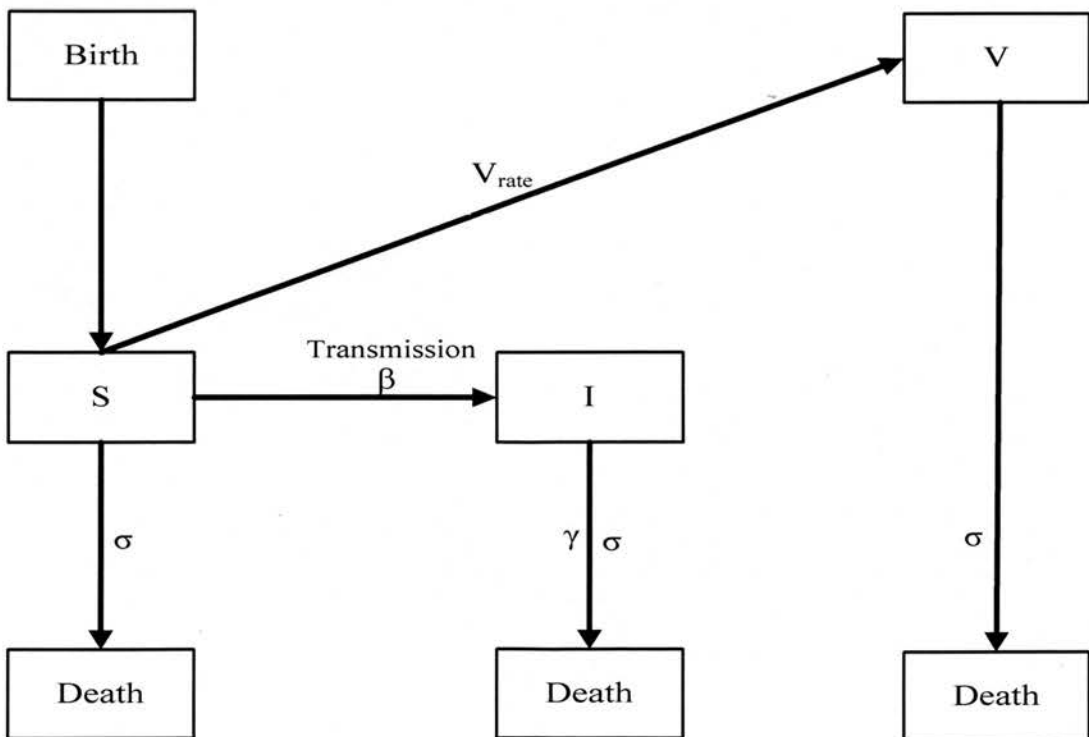 Birth
V
V_rate
Transmission
β
S
I
σ
γ σ
σ
Death
Death
Death